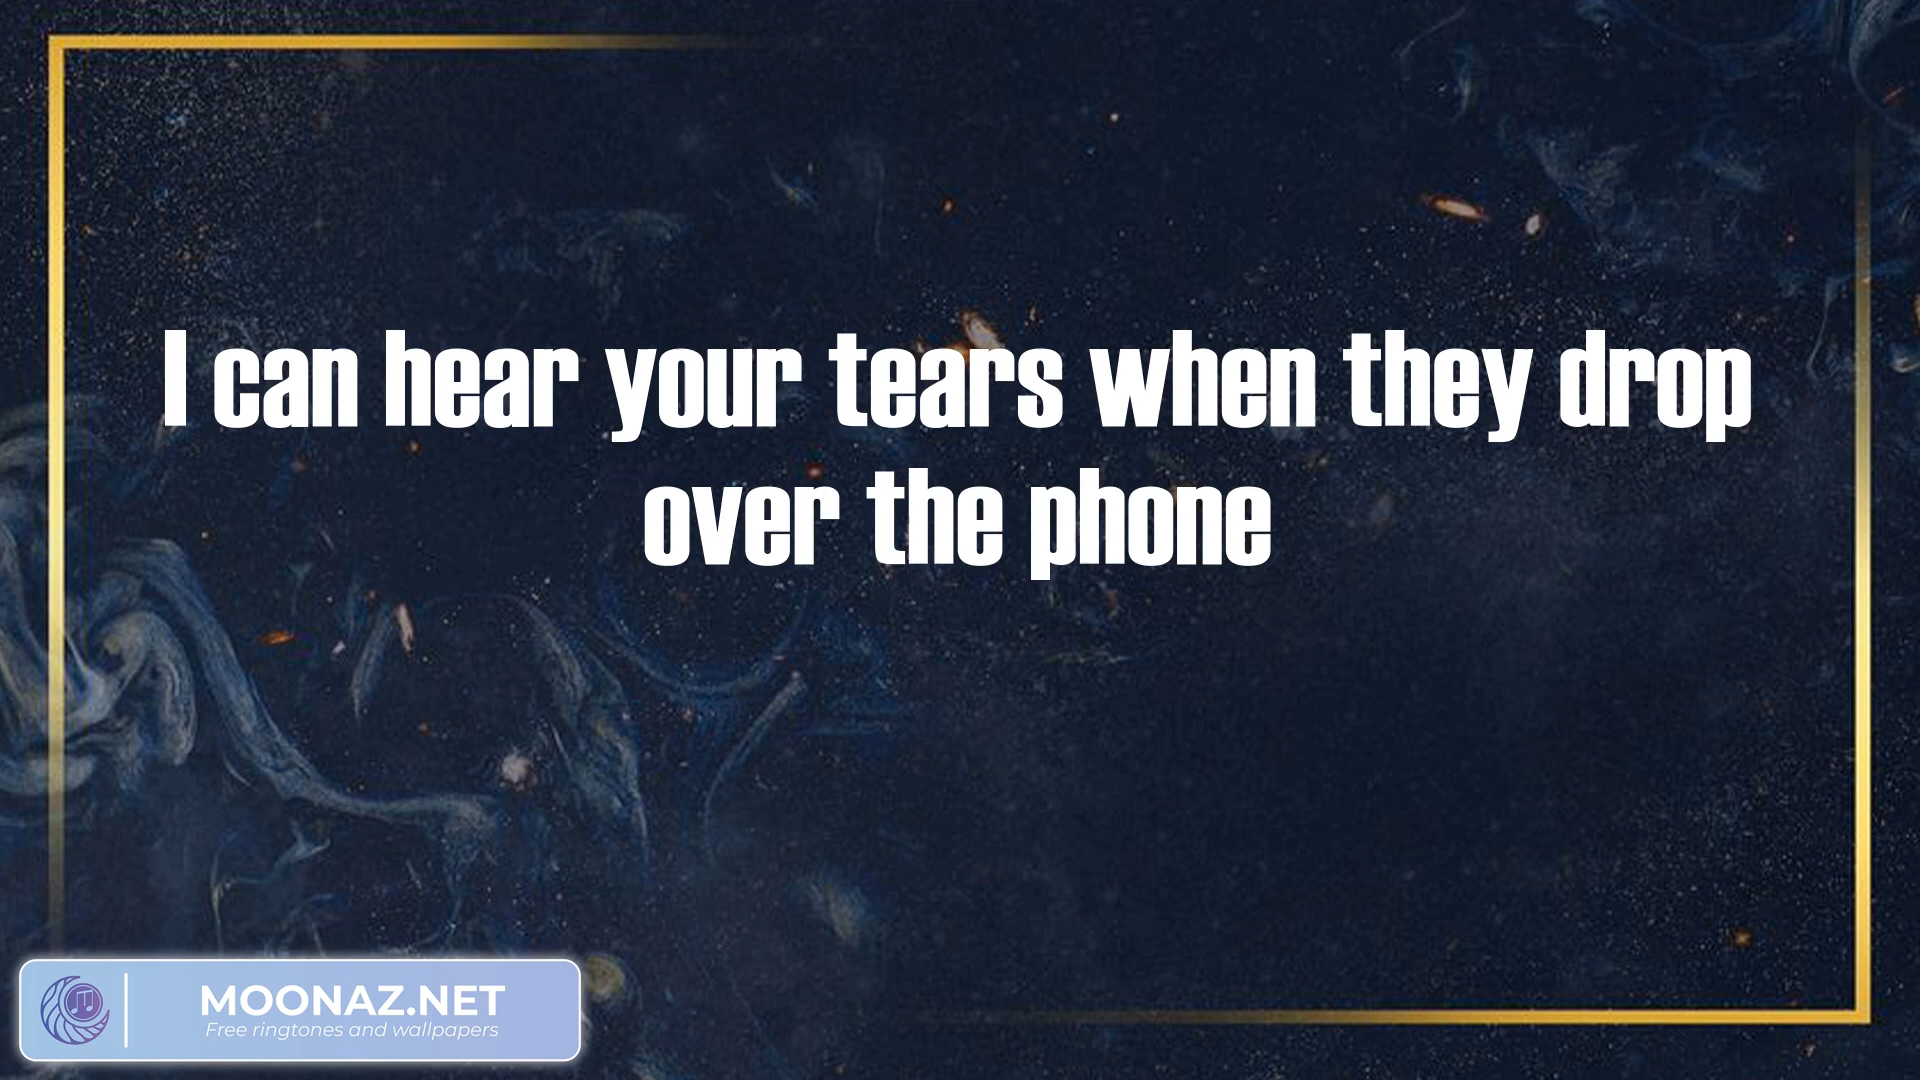 I can hear your tears when they drop
over the phone
MOONAZ.NET
Free ringtones and wallpapers